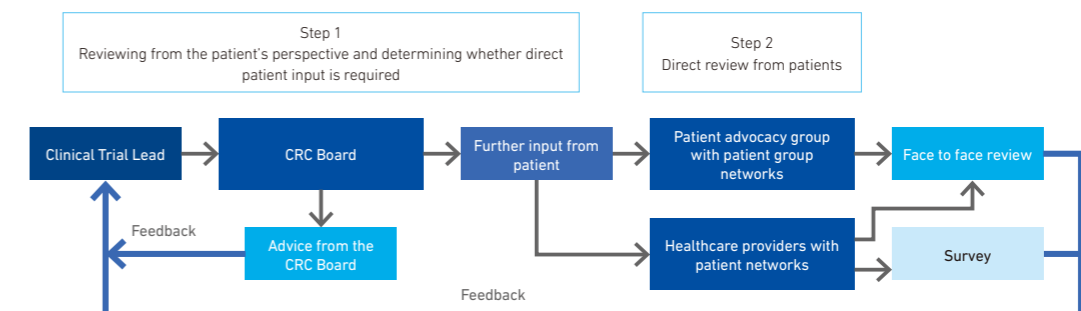 Step 1
Reviewing from the patient's perspective and determining whether direct
patient input is required
Step 2
Direct review from patients
Clinical Trial Lead
CRC Board
Further input from
patient
Patient advocacy group
with patient group
networks
Face to face review
Feedback
Advice from the
CRC Board
Healthcare providers with
patient networks
Survey
Feedback